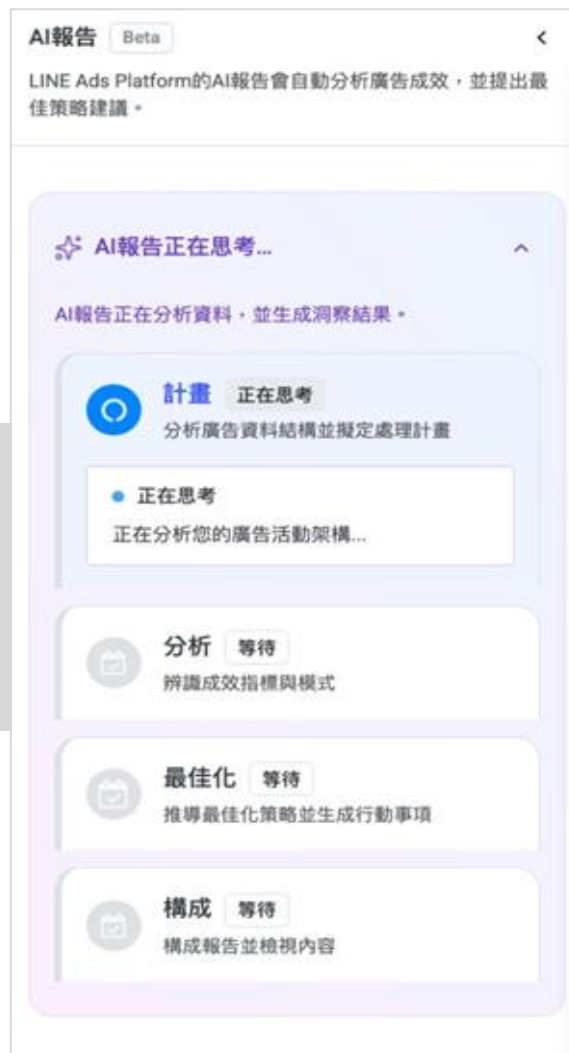 AI報告 Beta
LINE Ads Platform的AI報告會自動分析廣告成效，並提出最
佳策略建議。
AI報告正在思考...
AI報告正在分析資料，並生成洞察結果。
計畫 正在思考
分析廣告資料結構並擬定處理計畫
正在思考
正在分析您的廣告活動架構...
分析 等待
辨識成效指標與模式
最佳化 等待
推導最佳化策略並生成行動事項
構成 等待
構成報告並檢視內容